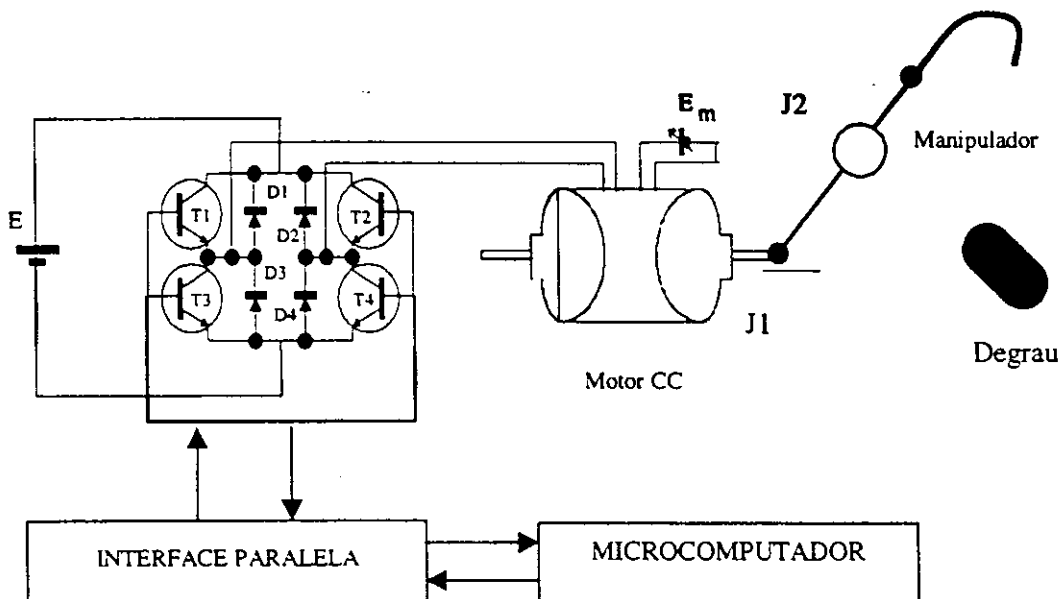 E
T1
D1
T2
D2
D3
T3
D4
T4
E m
J2
Manipulador
J1
Motor CC
Degrau
INTERFACE PARALELA
MICROCOMPUTADOR